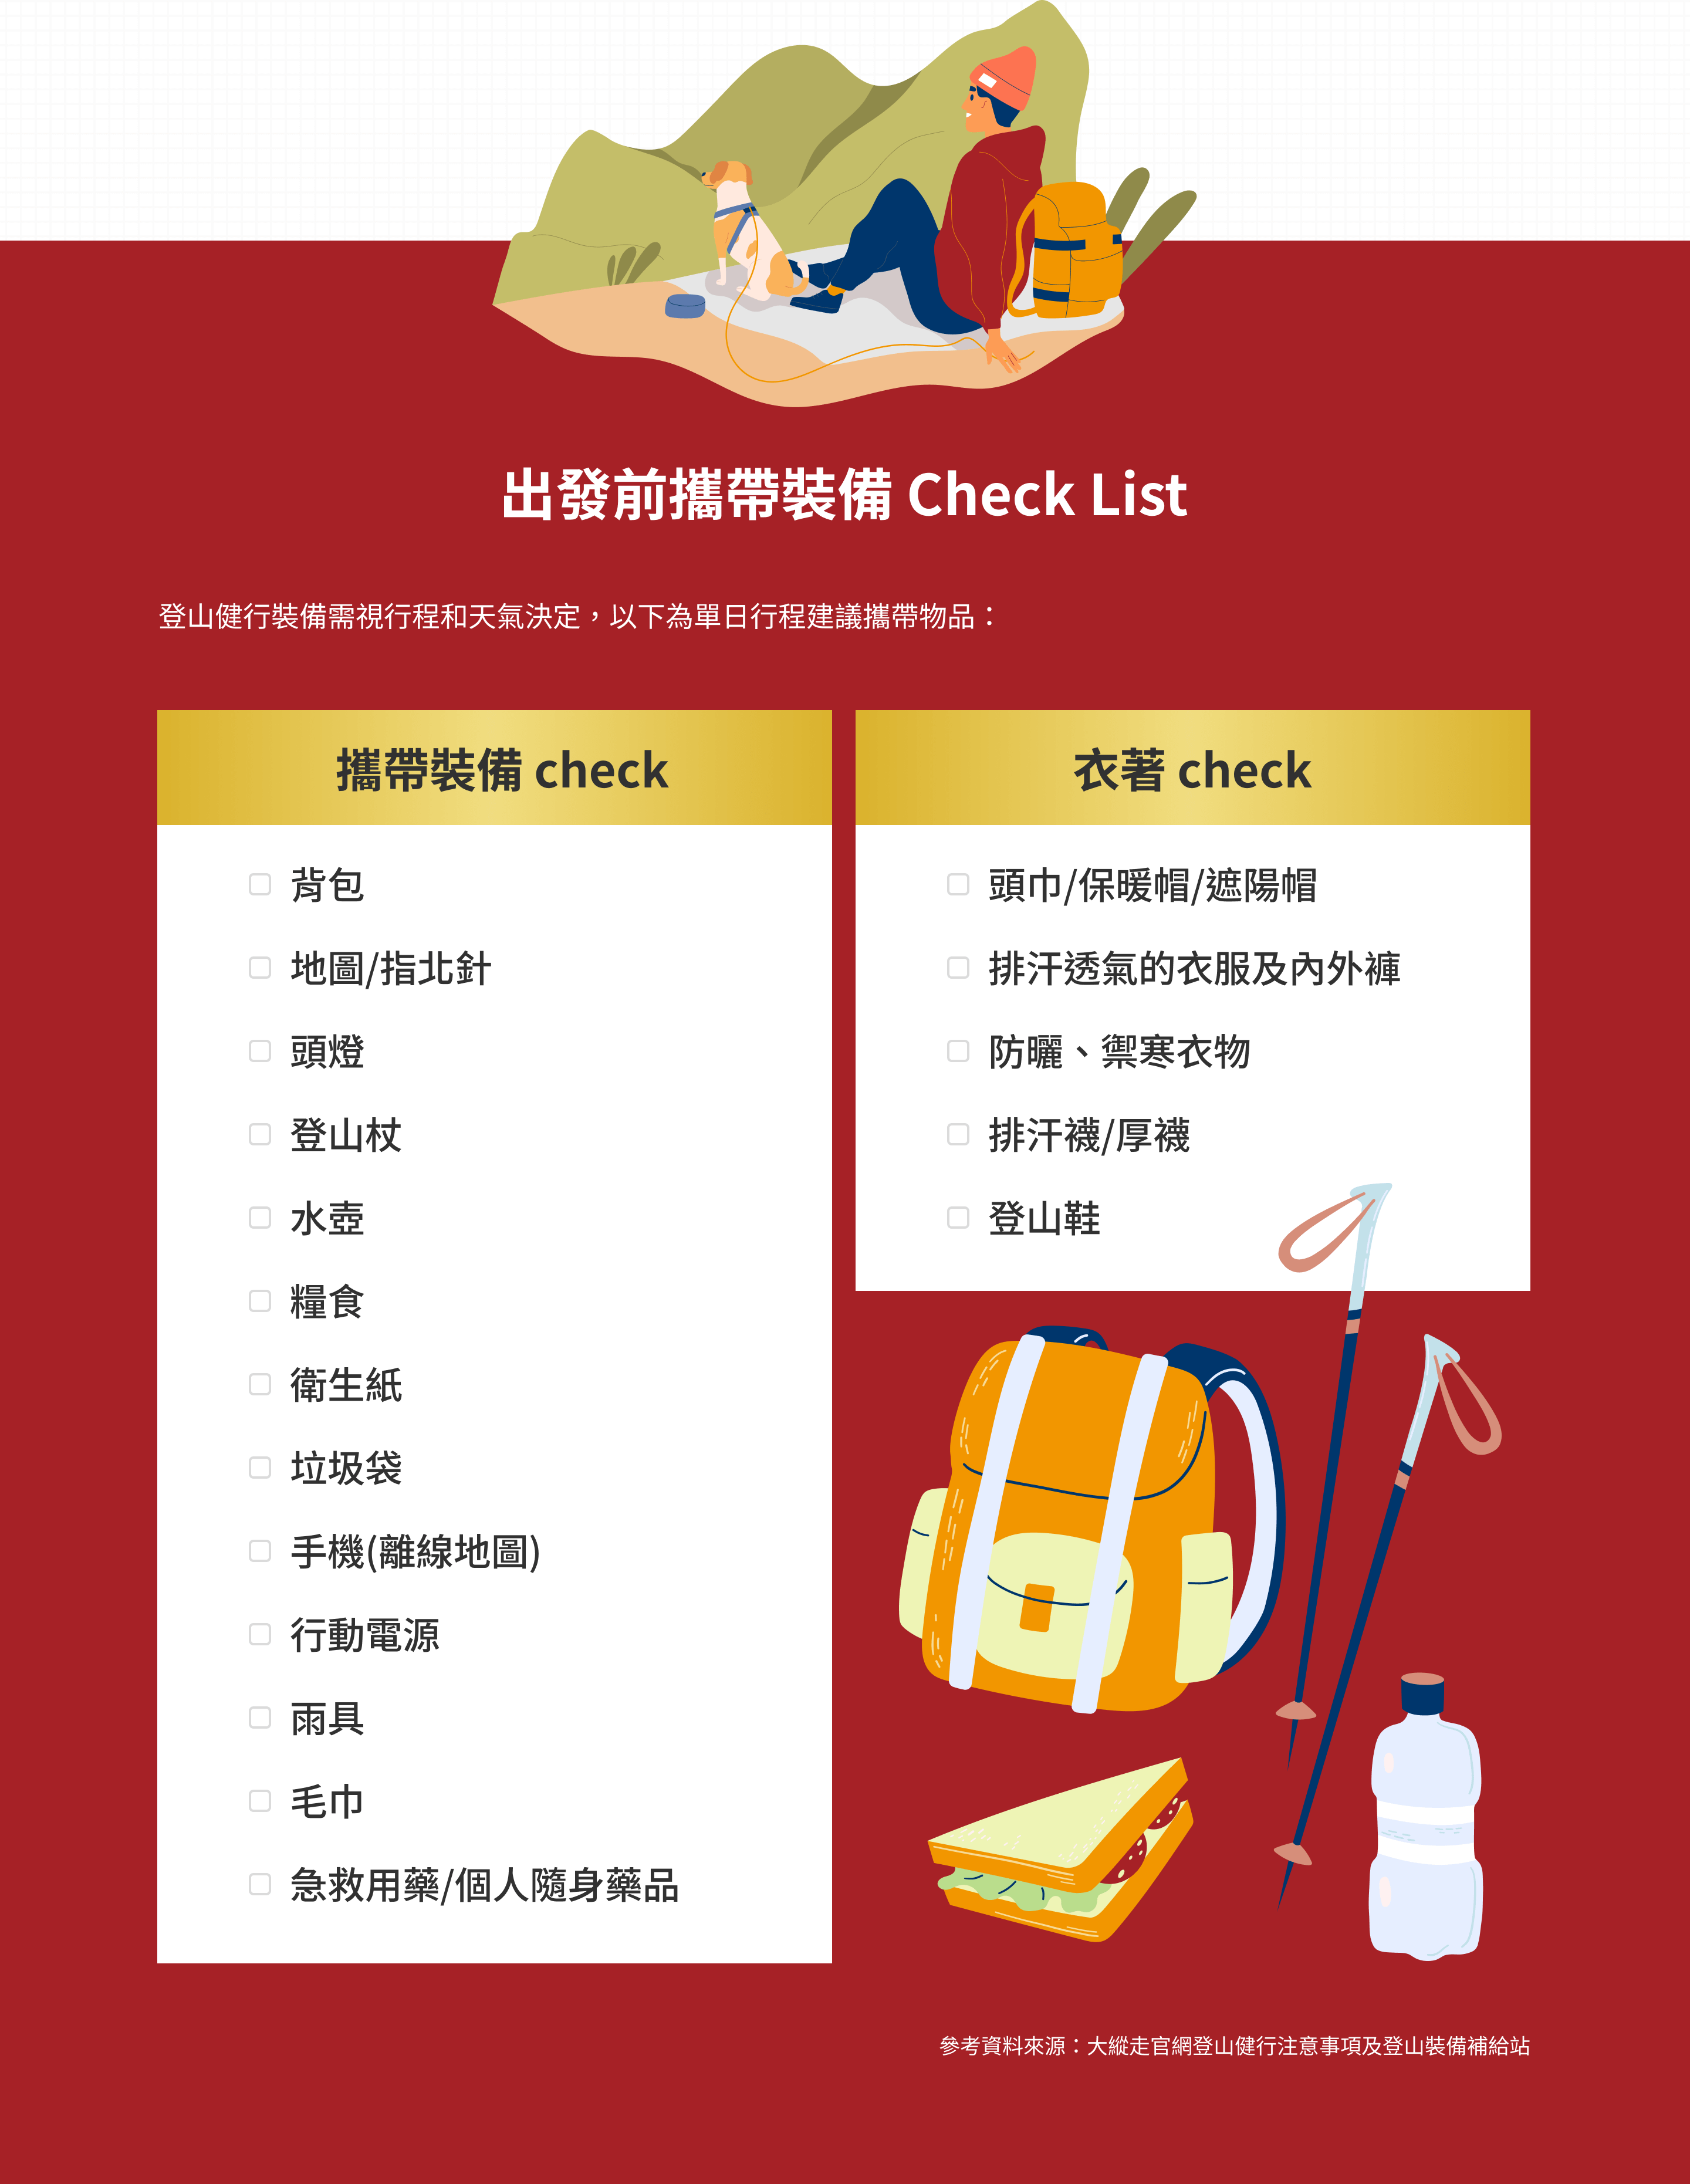 出發前攜帶裝備 Check List
登山健行裝備需視行程和天氣決定，以下為單日行程建議攜帶物品：
攜帶裝備 check
背包
地圖/指北針
頭燈
登山杖
水壺
糧食
衛生紙
垃圾袋
手機(離線地圖)
行動電源
雨具
毛巾
急救用藥/個人隨身藥品
衣著 check
頭巾/保暖帽/遮陽帽
排汗透氣的衣服及內外褲
防曬、禦寒衣物
排汗襪/厚襪
登山鞋
參考資料來源：大縱走官網登山健行注意事項及登山裝備補給站